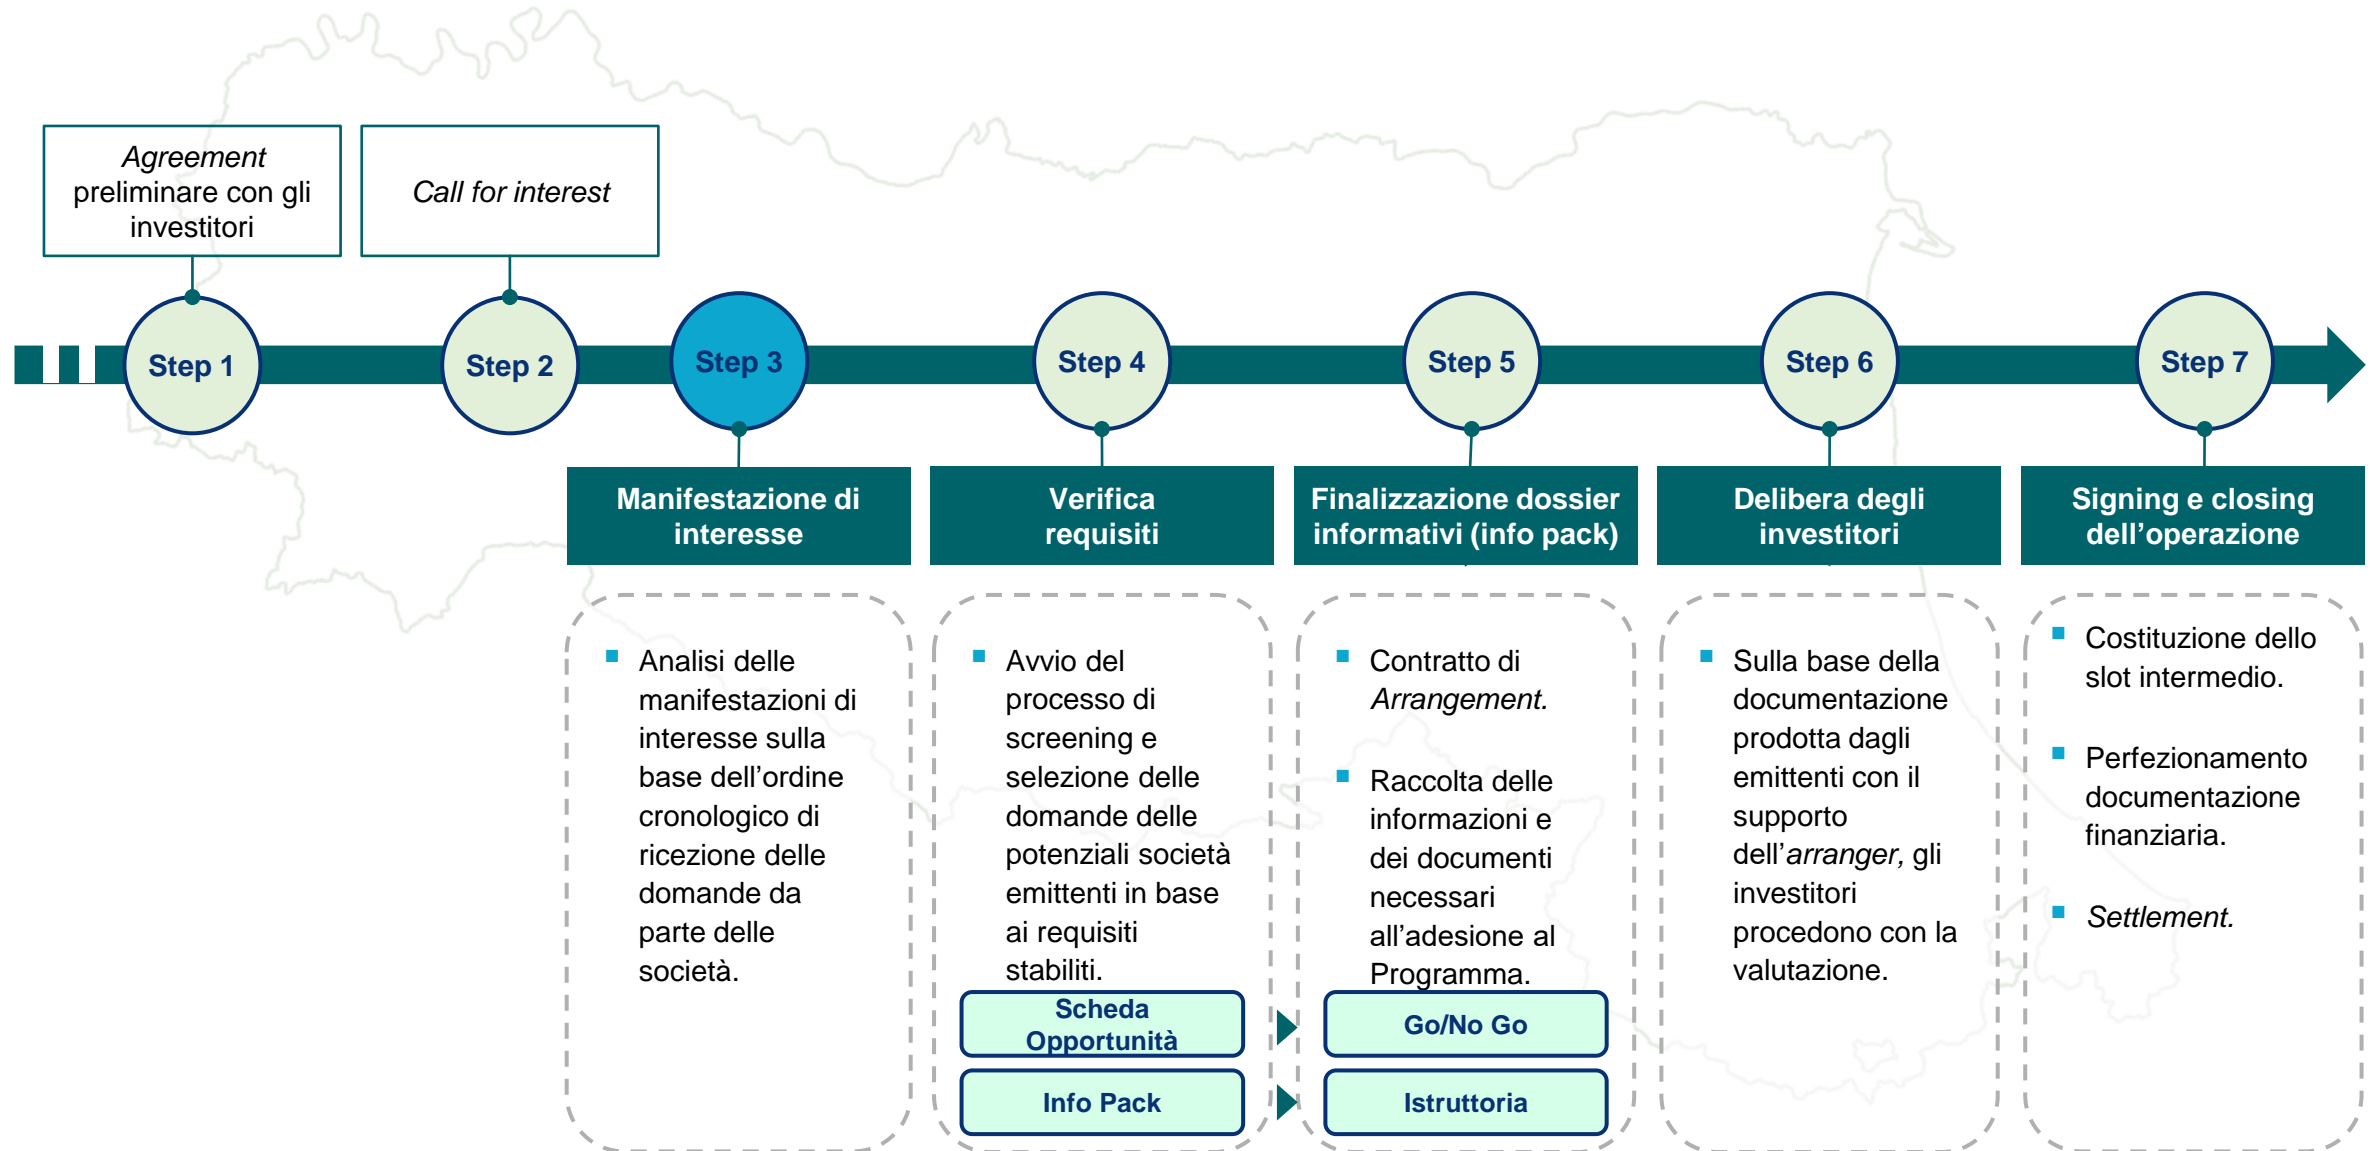 Agreement
preliminare con gli
investitori
Call for interest
Step 1
Step 2
Step 3
Step 4
Step 5
Step 6
Step 7
Manifestazione di
interesse
Verifica
requisiti
Finalizzazione dossier
informativi (info pack)
Delibera degli
investitori
Signing e closing
dell’operazione
▪ Analisi delle
manifestazioni di
interesse sulla
base dell’ordine
cronologico di
ricezione delle
domande da
parte delle
società.
▪ Avvio del
processo di
screening e
selezione delle
domande delle
potenziali società
emittenti in base
ai requisiti
stabiliti.
Scheda
Opportunità
Info Pack
▪ Contratto di
Arrangement.
▪ Raccolta delle
informazioni e
dei documenti
necessari
all’adesione al
Programma.
Go/No Go
Istruttoria
▪ Sulla base della
documentazione
prodotta dagli
emittenti con il
supporto
dell’arranger, gli
investitori
procedono con la
valutazione.
▪ Costituzione dello
slot intermedio.
▪ Perfezionamento
documentazione
finanziaria.
▪ Settlement.